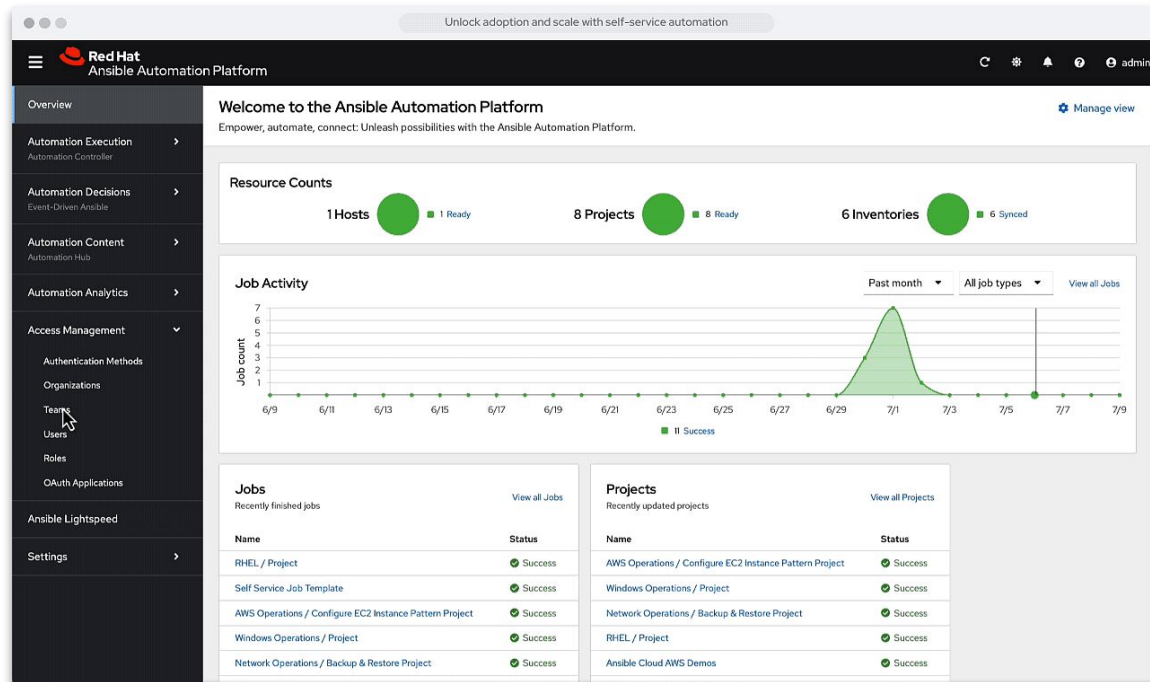 Unlock adoption and scale with self-service automation
Red Hat
Ansible Automation Platform
admin
Overview
Automation Execution
Automation Controller
Automation Decisions
Event-Driven Ansible
Automation Content
Automation Hub
Automation Analytics
Access Management
Authentication Methods
Organizations
Teams
Users
Roles
OAuth Applications
Ansible Lightspeed
Settings
Welcome to the Ansible Automation Platform
Manage view
Empower, automate, connect: Unleash possibilities with the Ansible Automation Platform.
Resource Counts
1 Hosts 1 Ready 8 Projects 8 Ready 6 Inventories 6 Synced
Job Activity Past month All job types View all Jobs
Job count
7
6
5
4
3
2
1
6/9 6/11 6/13 6/15 6/17 6/19 6/21 6/23 6/25 6/27 6/29 7/1 7/3 7/5 7/7 7/9
11 Success
Jobs
Recently finished jobs
View all Jobs
Name Status
RHEL / Project Success
Self Service Job Template Success
AWS Operations / Configure EC2 Instance Pattern Project Success
Windows Operations / Project Success
Network Operations / Backup & Restore Project Success
Projects
Recently updated projects
View all Projects
Name Status
AWS Operations / Configure EC2 Instance Pattern Project Success
Windows Operations / Project Success
Network Operations / Backup & Restore Project Success
RHEL / Project Success
Ansible Cloud AWS Demos Success